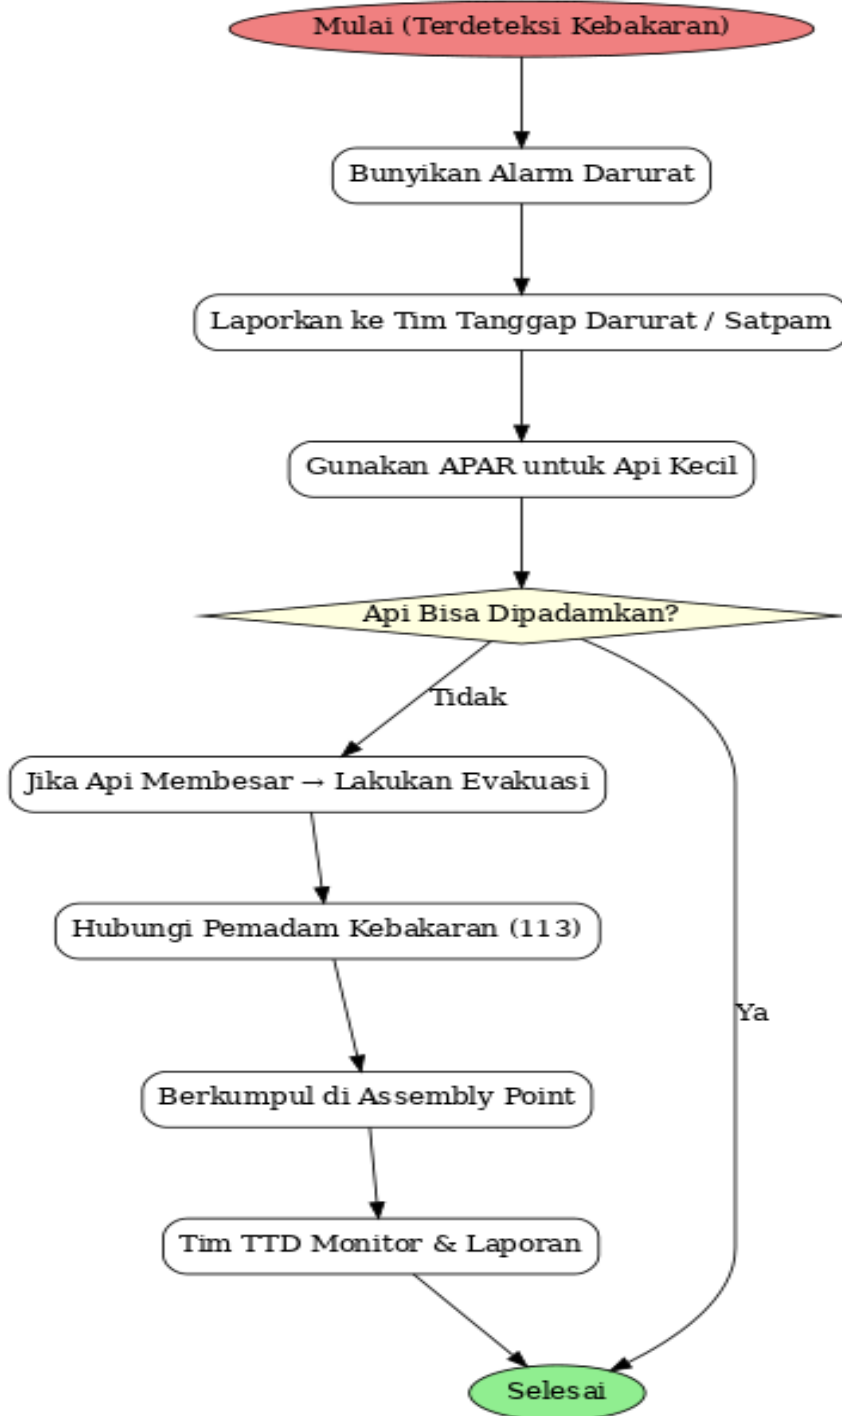 Mulai (Terdeteksi Kebakaran)
Bunyikan Alarm Darurat
Laporkan ke Tim Tanggap Darurat / Satpam
Gunakan APAR untuk Api Kecil
Api Bisa Dipadamkan?
Tidak
Jika Api Membesar → Lakukan Evakuasi
Hubungi Pemadam Kebakaran (113)
Ya
Berkumpul di Assembly Point
Tim TTD Monitor & Laporan
Selesai